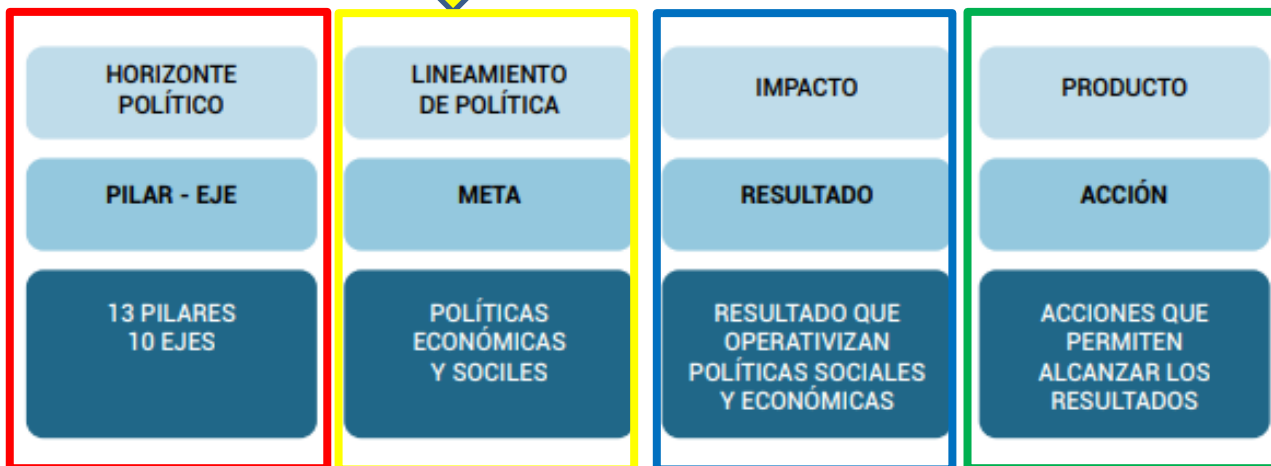 HORIZONTE
POLÍTICO
PILAR - EJE
13 PILARES
10 EJES
LINEAMIENTO
DE POLÍTICA
META
POLÍTICAS
ECONÓMICAS
Y SOCILES
IMPACTO
RESULTADO
RESULTADO QUE
OPERATIVIZAN
POLÍTICAS SOCIALES
Y ECONÓMICAS
PRODUCTO
ACCIÓN
ACCIONES QUE
PERMITEN
ALCANZAR LOS
RESULTADOS